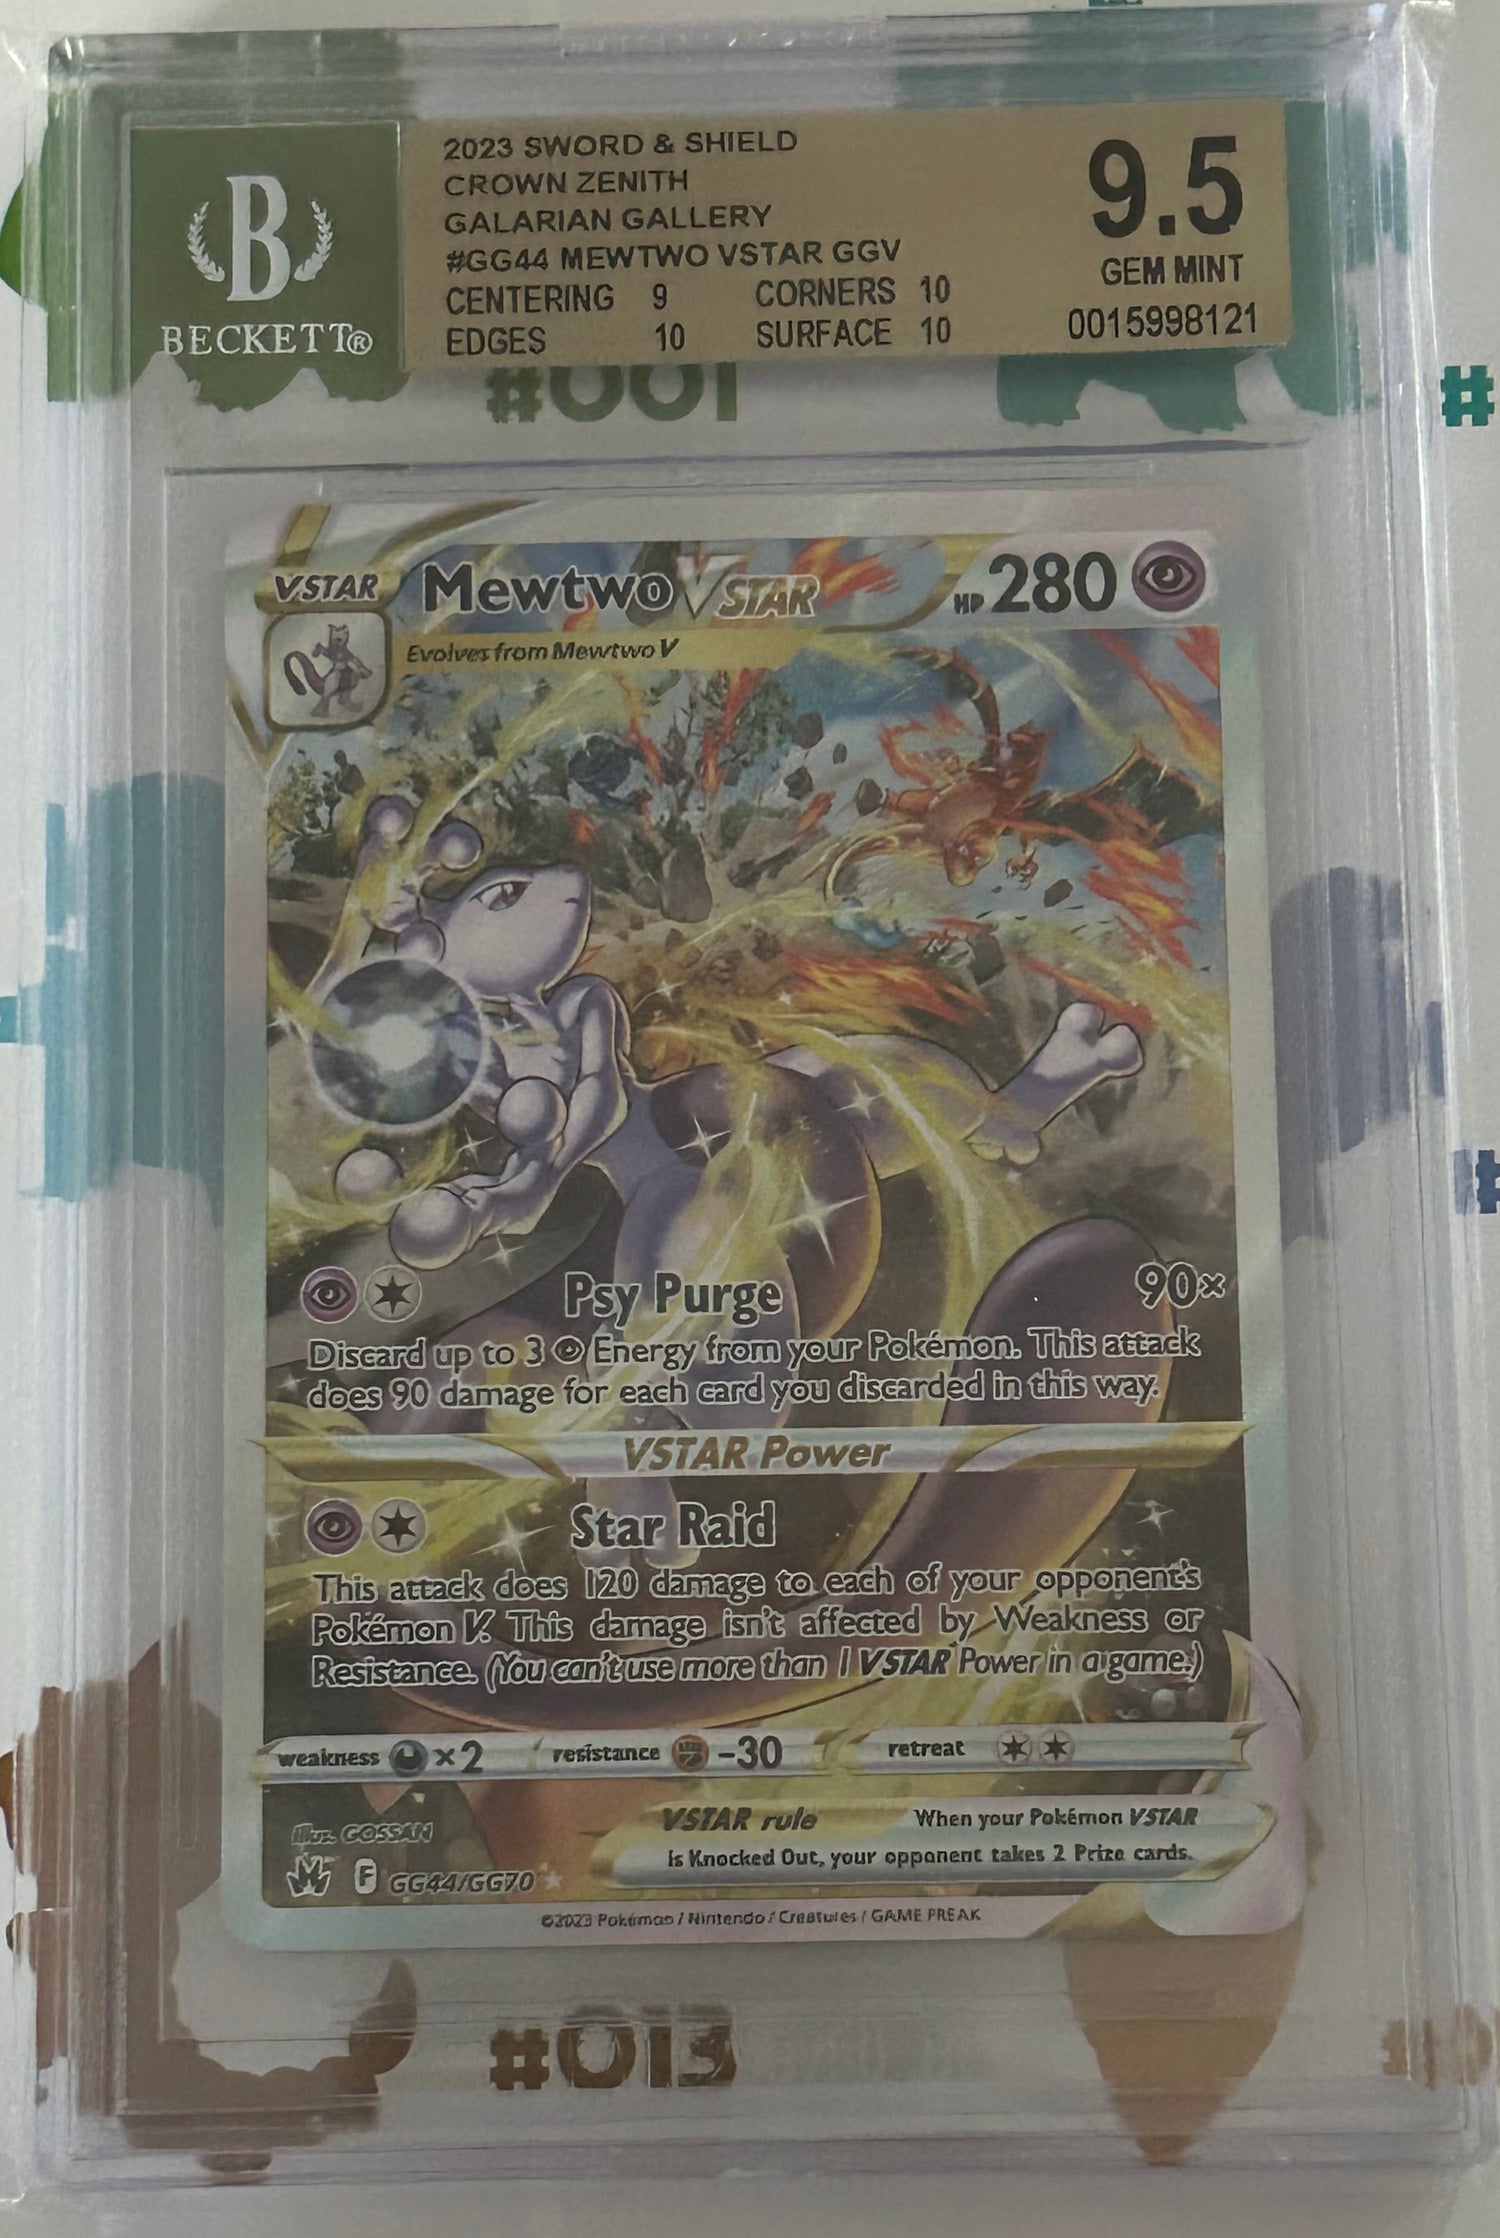 2023 SWORD & SHIELD
CROWN ZENITH
GALARIAN GALLERY
#GG44 MEWTWO VSTAR GGV
CENTERING 9 CORNERS 10
EDGES 10 SURFACE 10
9.5
GEM MINT
0015998121
B
BECKETT®
#001
#
VSTAR Mewtwo VSTAR HP 280
Evolves from Mewtwo V
#
Psy Purge 90×
Discard up to 3 Energy from your Pokémon. This attack
does 90 damage for each card you discarded in this way.
VSTAR Power
Star Raid
This attack does 120 damage to each of your opponent's
Pokémon V. This damage isn't affected by Weakness or
Resistance. (You can't use more than 1 VSTAR Power in a game.)
weakness ×2 resistance -30 retreat
Illus. GOSSAN
VSTAR rule When your Pokémon VSTAR
is Knocked Out, your opponent takes 2 Prize cards.
F GG44/GG70
©2023 Pokémon / Nintendo / Creatures / GAME FREAK
#013